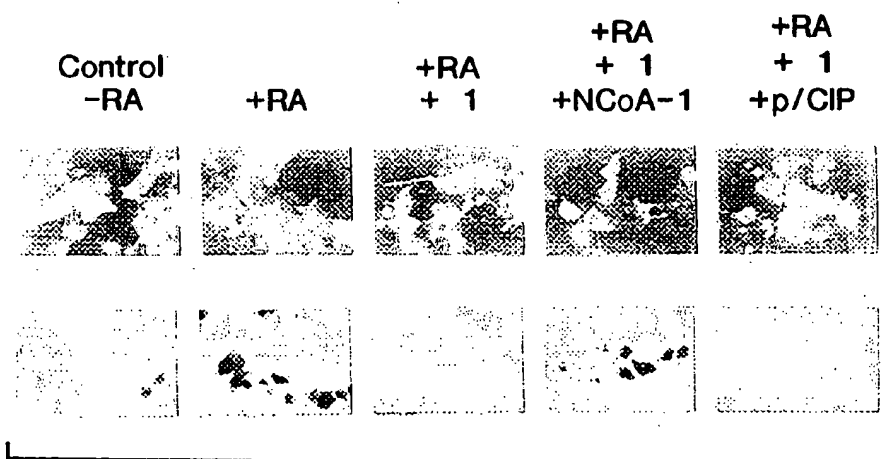 Control
-RA
+RA
+RA
+ 1
+RA
+ 1
+NCoA-1
+RA
+ 1
+p/CIP